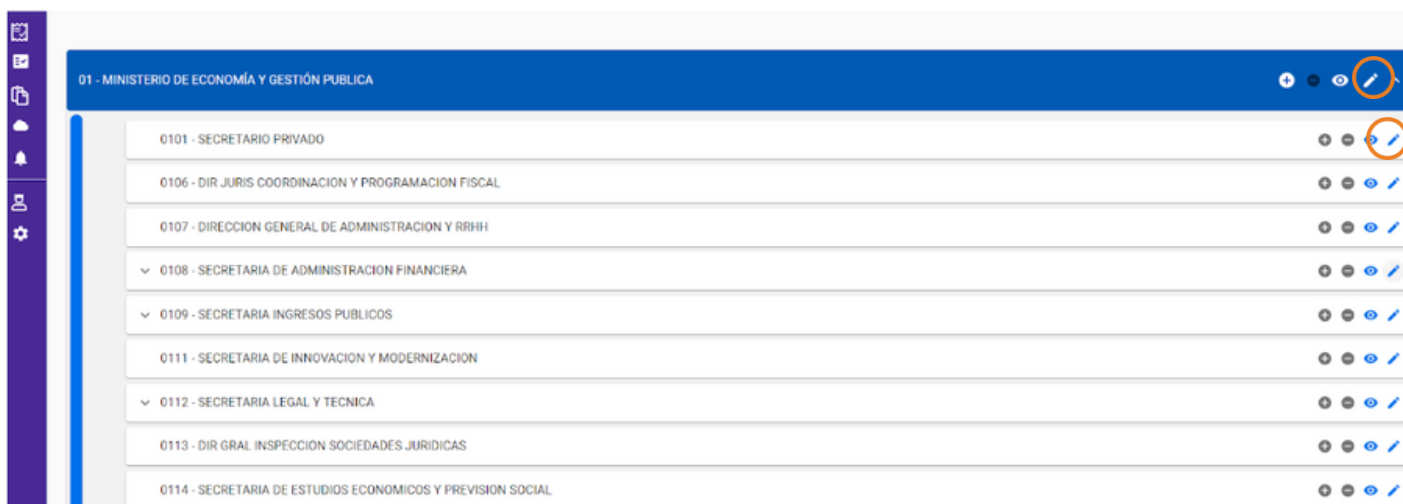 01 - MINISTERIO DE ECONOMÍA Y GESTIÓN PUBLICA
0101 - SECRETARIO PRIVADO
0106 - DIR JURIS COORDINACION Y PROGRAMACION FISCAL
0107 - DIRECCION GENERAL DE ADMINISTRACION Y RRHH
0108 - SECRETARIA DE ADMINISTRACION FINANCIERA
0109 - SECRETARIA INGRESOS PUBLICOS
0111 - SECRETARIA DE INNOVACION Y MODERNIZACION
0112 - SECRETARIA LEGAL Y TECNICA
0113 - DIR GRAL INSPECCION SOCIEDADES JURIDICAS
0114 - SECRETARIA DE ESTUDIOS ECONOMICOS Y PREVISION SOCIAL